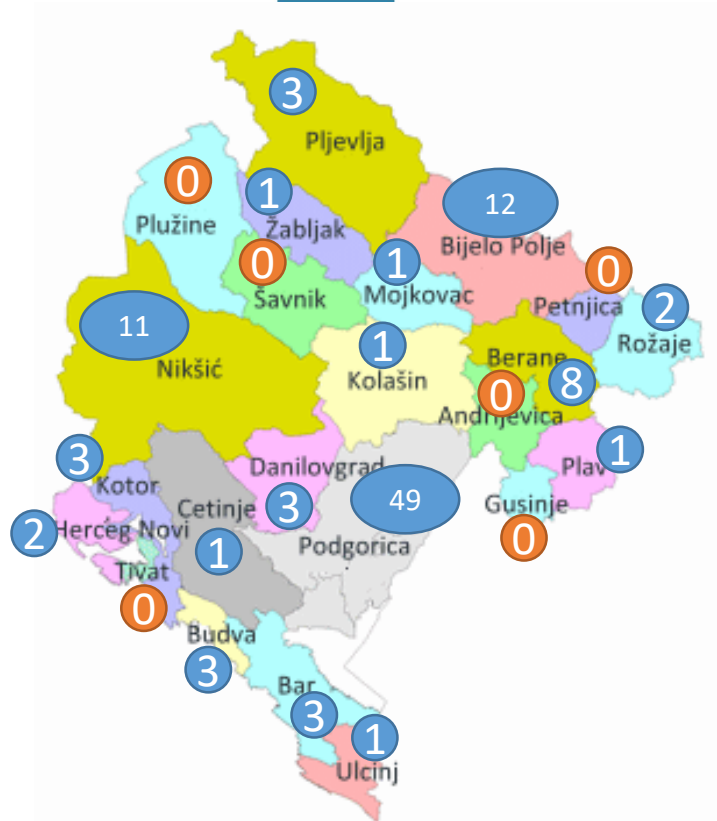 3
Pljevlja
0
Plužine
1
Žabljak
12
Bijelo Polje
0
Šavnik
1
Mojkovac
0
Petnjica
2
Rožaje
11
Nikšić
1
Kolašin
Berane
8
0
Andrijevica
1
Plav
3
Kotor
Danilovgrad
3
49
Podgorica
Gusinje
0
Cetinje
1
2
Herceg Novi
Tivat
0
Budva
3
Bar
3
1
Ulcinj